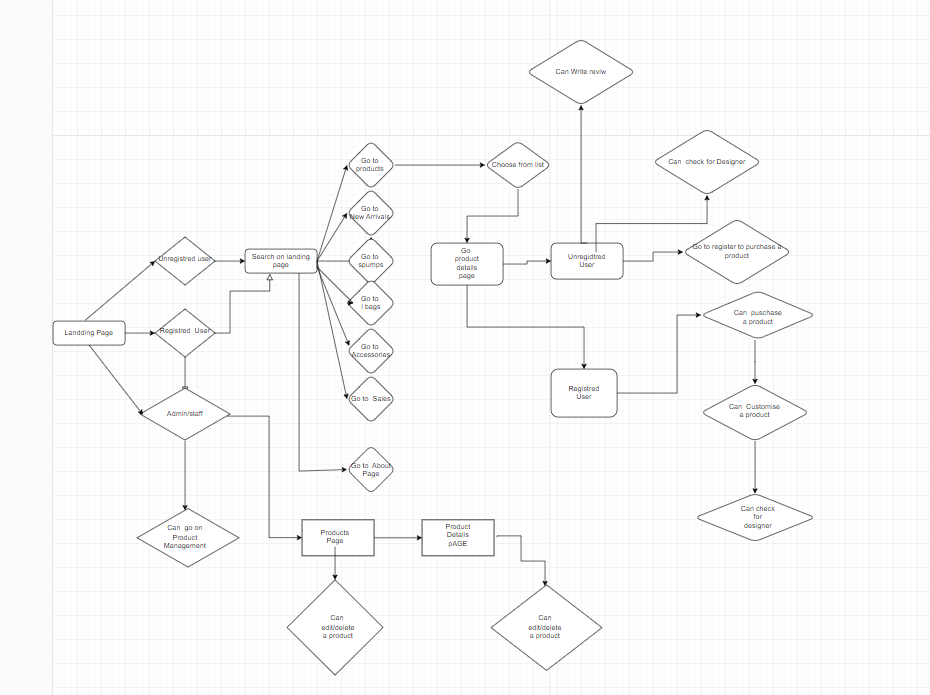 Can Write reviw
Can check for Designer
Go to
products
Choose from list
Go to
New Arrivals
Unregistred user
Search on landing
page
Go to
spumps
Go
product
details
page
Unregidtred
User
Go to register to purchase a
product
Go to
l bags
Can puschase
a product
Landding Page
Registred User
Go to
Accessories
Registred
User
Go to Sales
Can Customise
a product
Admin/staff
Go to About
Page
Can check
for
designer
Can go on
Product
Management
Products
Page
Product
Details
pAGE
Can
edit/delete
a product
Can
edit/delete
a product